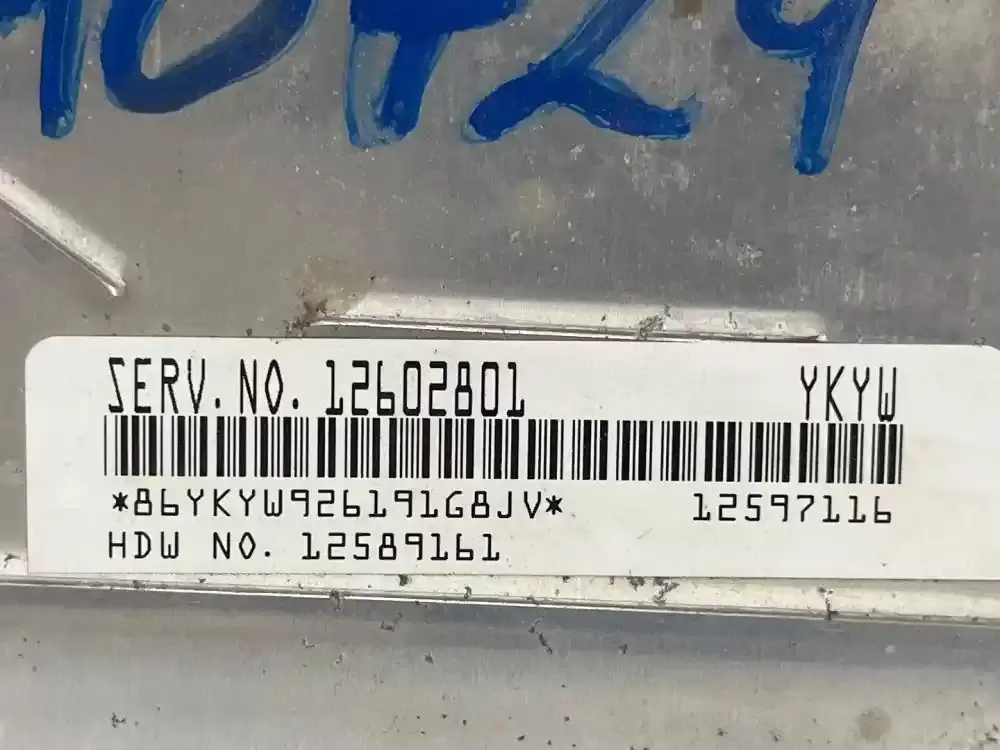 SERV. NO. 12602801 YKYW
*86YKYW926191G8JV* 12597116
HDW NO. 12589161